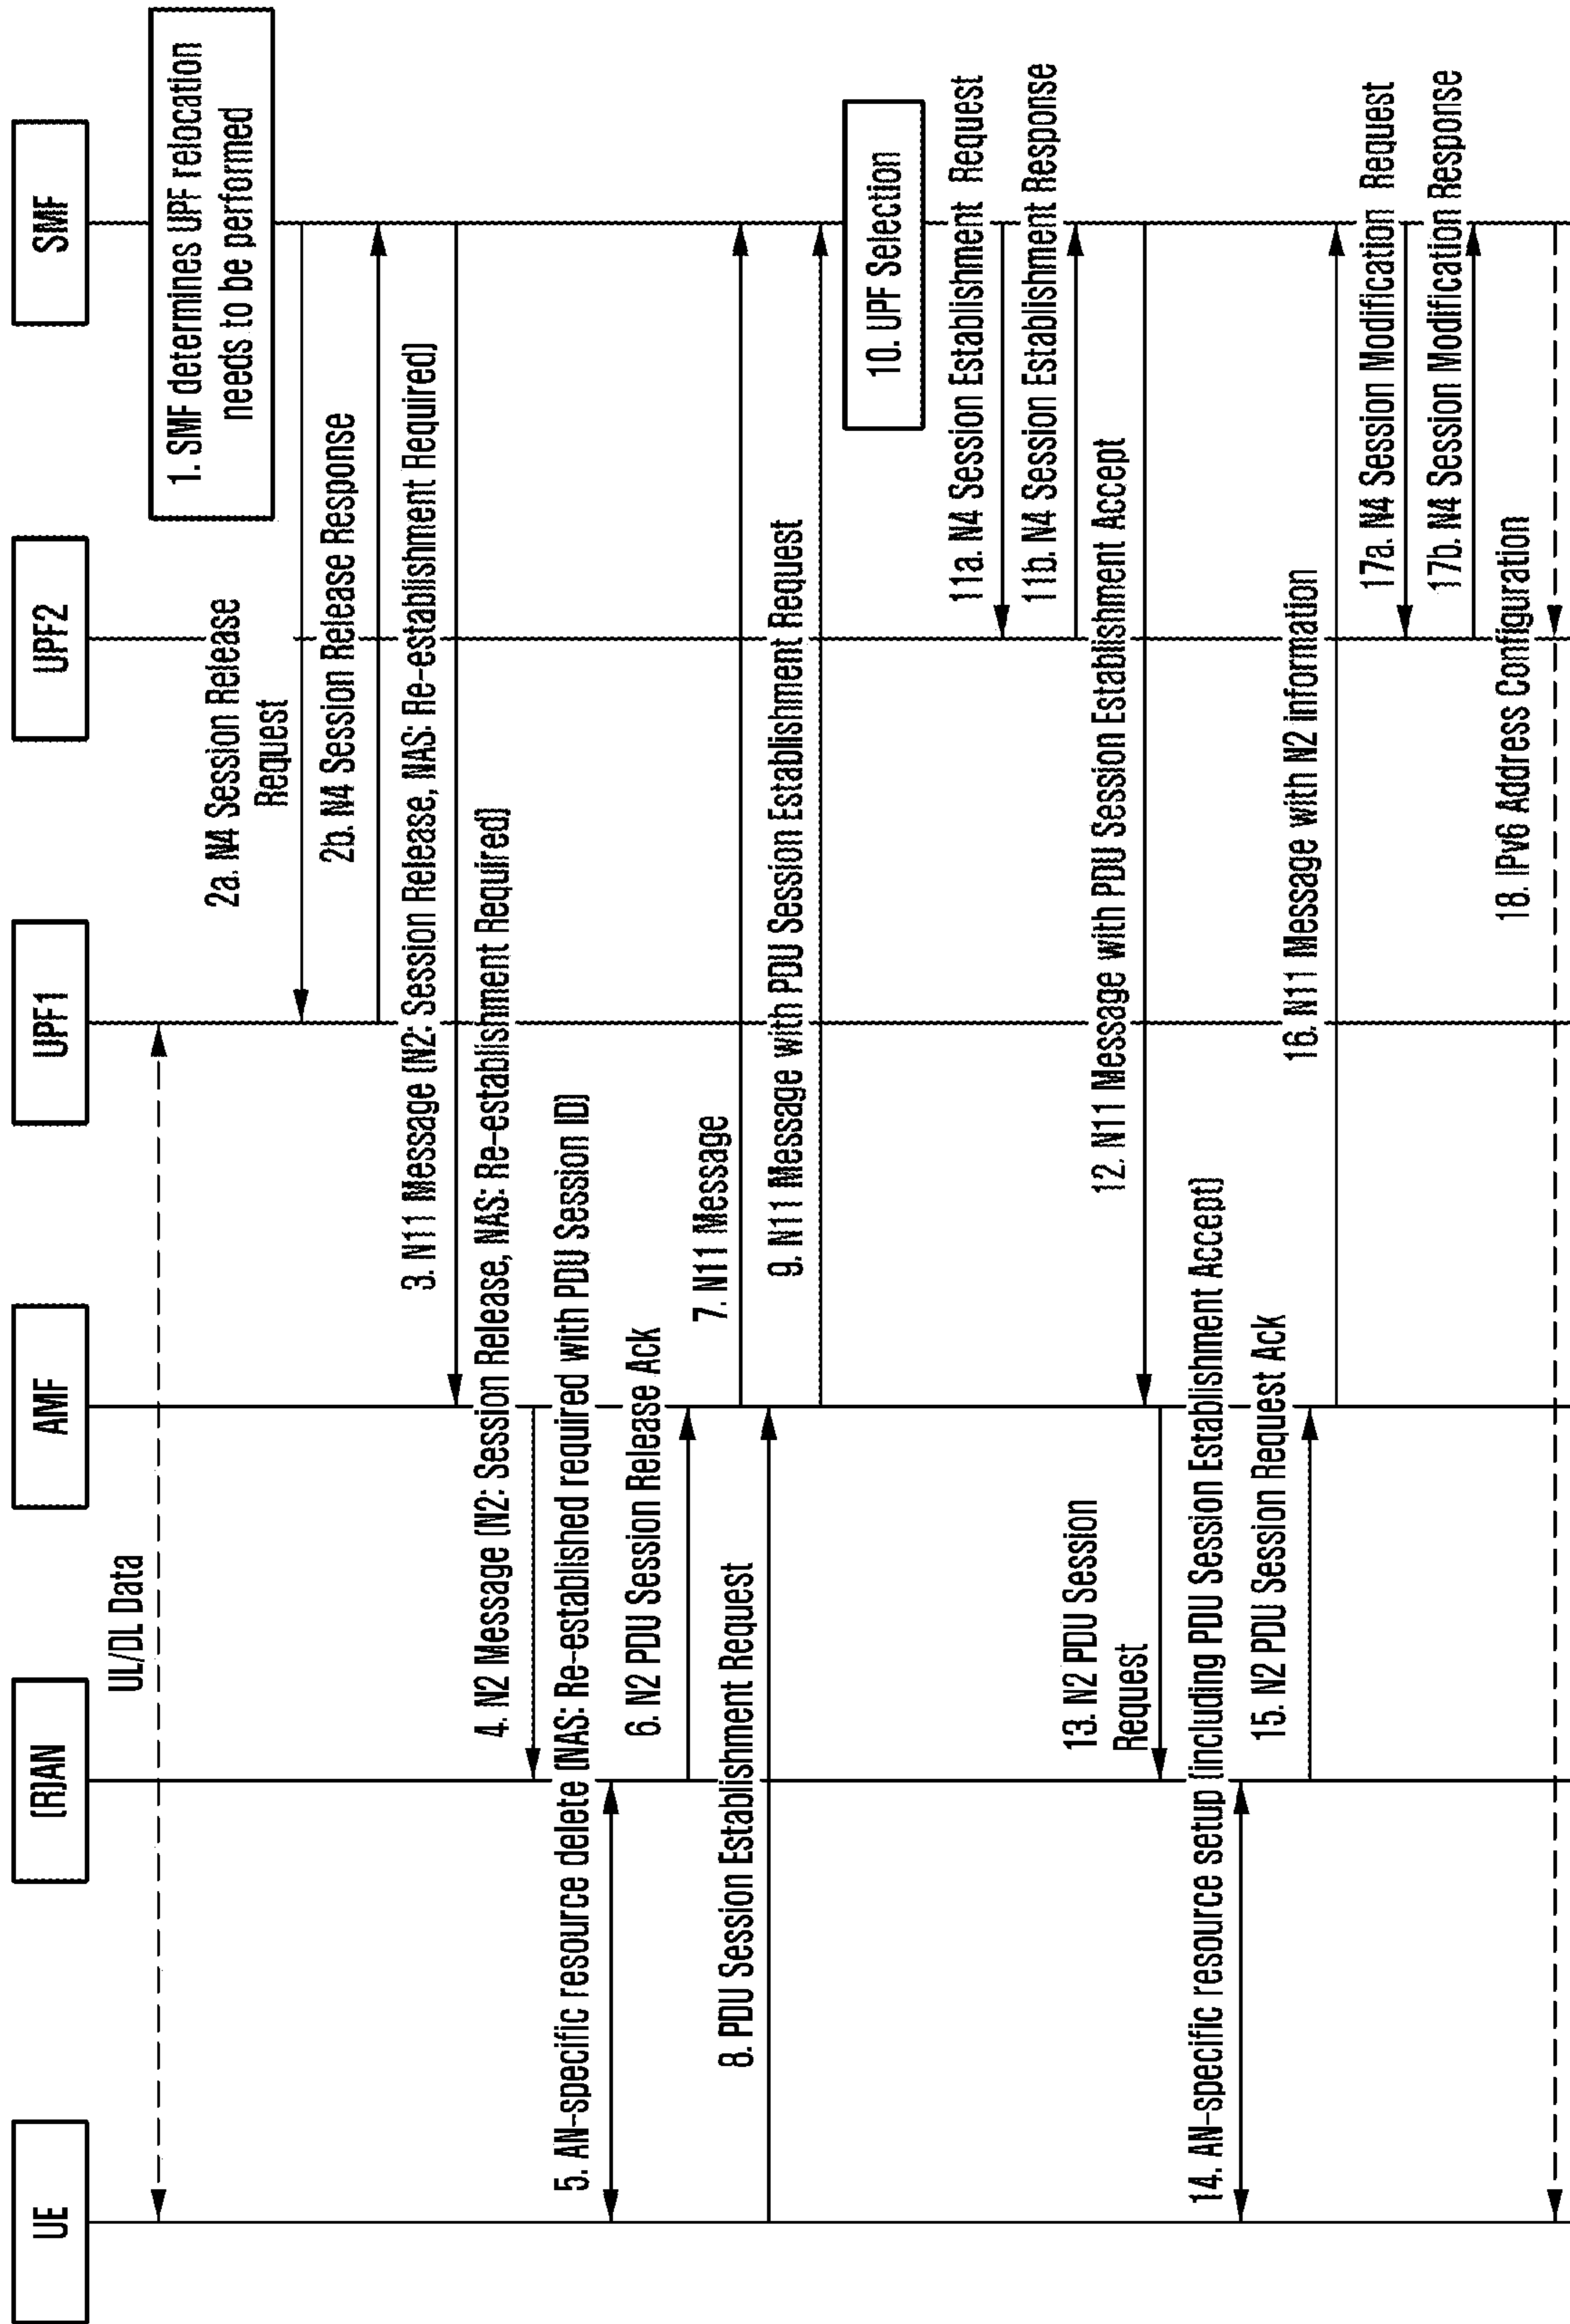 UE
(R)AN
AMF
UPF1
UPF2
SMF
UL/DL Data
1. SMF determines UPF relocation
needs to be performed
2a. N4 Session Release
Request
2b. N4 Session Release Response
3. N11 Message (N2: Session Release, NAS: Re-establishment Required)
4. N2 Message (N2: Session Release, NAS: Re-establishment Required)
5. AN-specific resource delete (NAS: Re-established required with PDU Session ID)
6. N2 PDU Session Release Ack
7. N11 Message
8. PDU Session Establishment Request
9. N11 Message with PDU Session Establishment Request
10. UPF Selection
11a. N4 Session Establishment Request
11b. N4 Session Establishment Response
12. N11 Message with PDU Session Establishment Accept
13. N2 PDU Session
Request
14. AN-specific resource setup (including PDU Session Establishment Accept)
15. N2 PDU Session Request Ack
16. N11 Message with N2 information
17a. N4 Session Modification Request
17b. N4 Session Modification Response
18. IPv6 Address Configuration